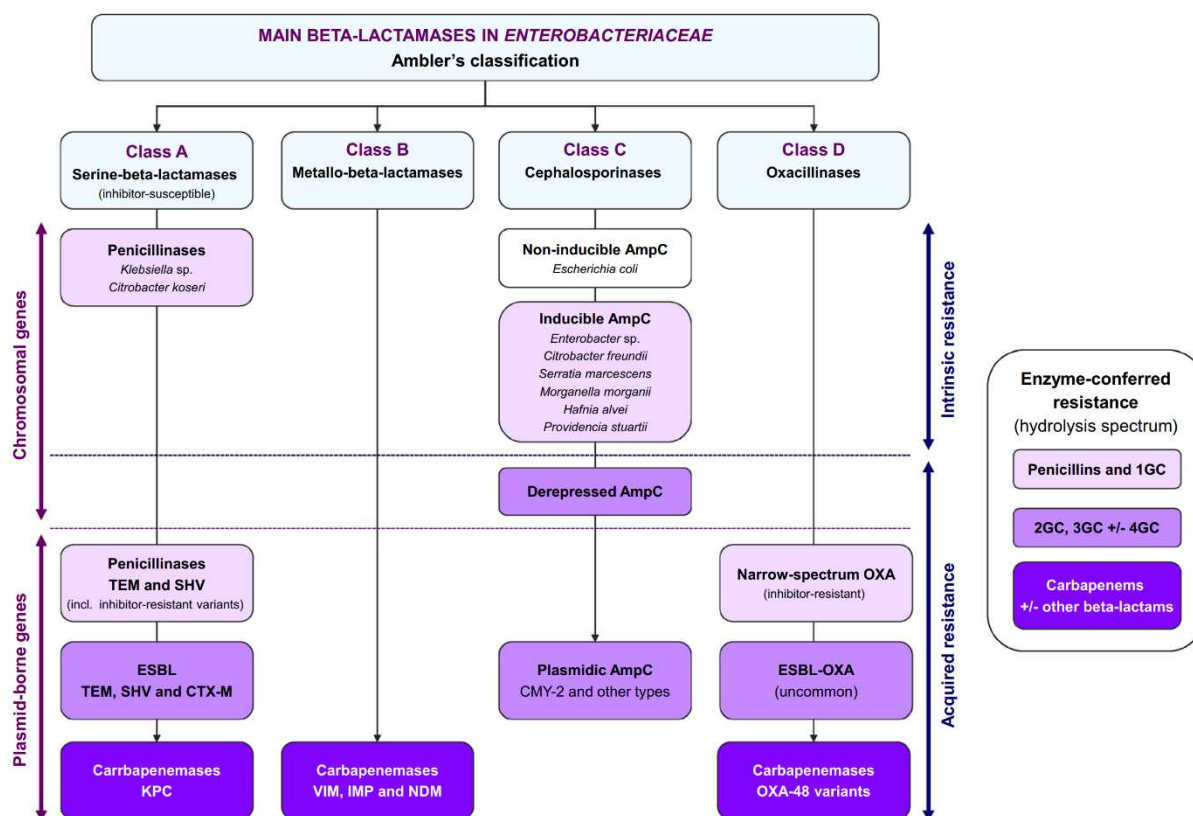 MAIN BETA-LACTAMASES IN ENTEROBACTERIACEAE
Ambler's classification
Class A
Serine-beta-lactamases
(inhibitor-susceptible)
Class B
Metallo-beta-lactamases
Class C
Cephalosporinases
Class D
Oxacillinases
Chromosomal genes
Penicillinases
Klebsiella sp.
Citrobacter koseri
Non-inducible AmpC
Escherichia coli
Inducible AmpC
Enterobacter sp.
Citrobacter freundii
Serratia marcescens
Morganella morganii
Hafnia alvei
Providencia stuartii
Intrinsic resistance
Derepressed AmpC
Plasmid-borne genes
Penicillinases
TEM and SHV
(incl. inhibitor-resistant variants)
Narrow-spectrum OXA
(inhibitor-resistant)
ESBL
TEM, SHV and CTX-M
Plasmidic AmpC
CMY-2 and other types
ESBL-OXA
(uncommon)
Carrbapenemases
KPC
Carbapenemases
VIM, IMP and NDM
Carbapenemases
OXA-48 variants
Acquired resistance
Enzyme-conferred
resistance
(hydrolysis spectrum)
Penicillins and 1GC
2GC, 3GC +/- 4GC
Carbapenems
+/- other beta-lactams